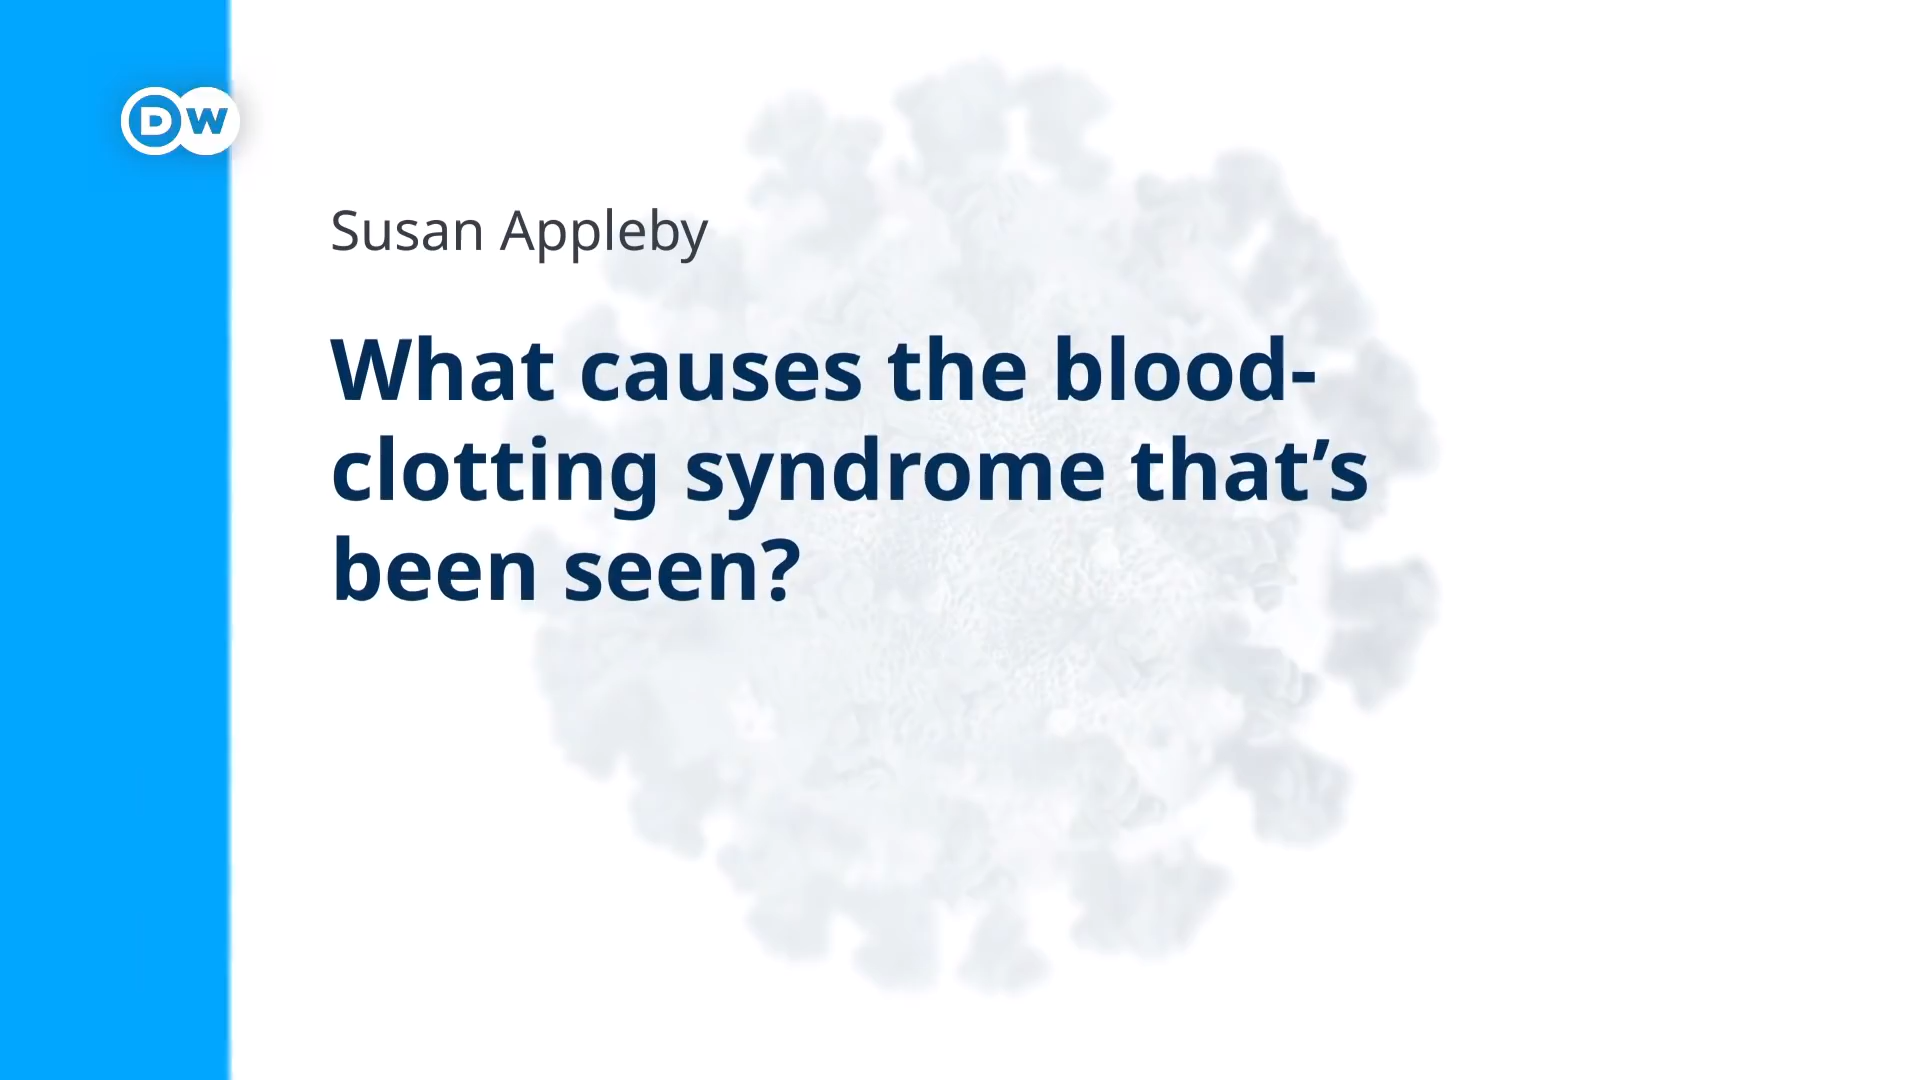 DW
Susan Appleby
What causes the blood-
clotting syndrome that’s
been seen?